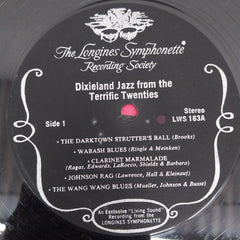 The Longines Symphonette
Recording Society
Dixieland Jazz from the
Terrific Twenties
Side 1
Stereo
LWS 163A
• THE DARKTOWN STRUTTER'S BALL (Brooks)
• WABASH BLUES (Ringle & Meinken)
• CLARINET MARMALADE
(Ragas, Edwards, LaRocco, Shields & Barbaro)
• JOHNSON RAG (Lawrence, Hall & Kleinauf)
• THE WANG WANG BLUES (Mueller, Johnson & Busse)
An Exclusive "Living Sound"
Recording from the
LONGINES SYMPHONETTE